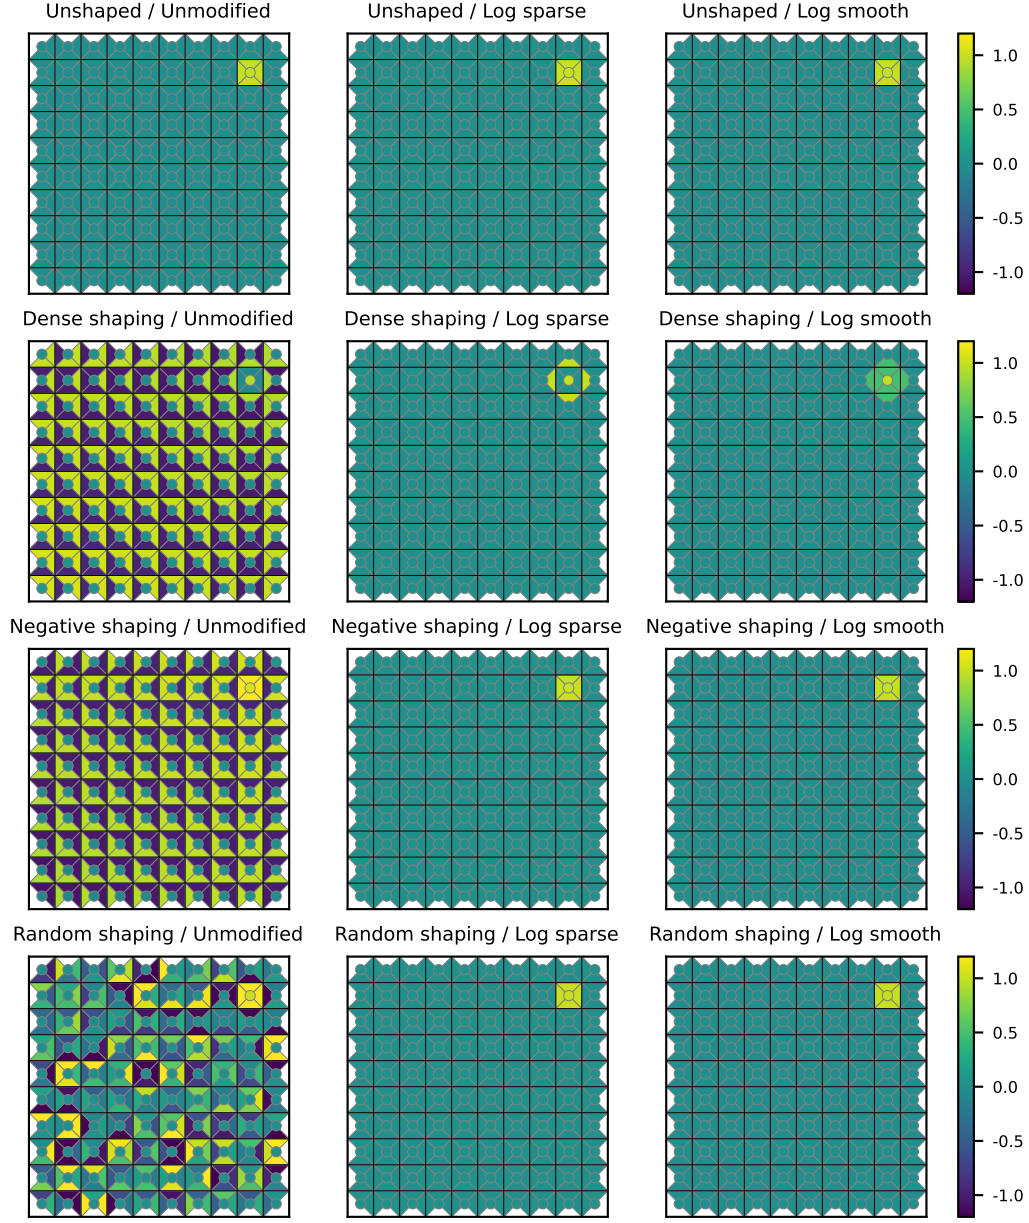 Unshaped / Unmodified
Unshaped / Log sparse
Unshaped / Log smooth
1.0
0.5
0.0
-0.5
-1.0
Dense shaping / Unmodified
Dense shaping / Log sparse
Dense shaping / Log smooth
1.0
0.5
0.0
-0.5
-1.0
Negative shaping / Unmodified
Negative shaping / Log sparse
Negative shaping / Log smooth
1.0
0.5
0.0
-0.5
-1.0
Random shaping / Unmodified
Random shaping / Log sparse
Random shaping / Log smooth
1.0
0.5
0.0
-0.5
-1.0